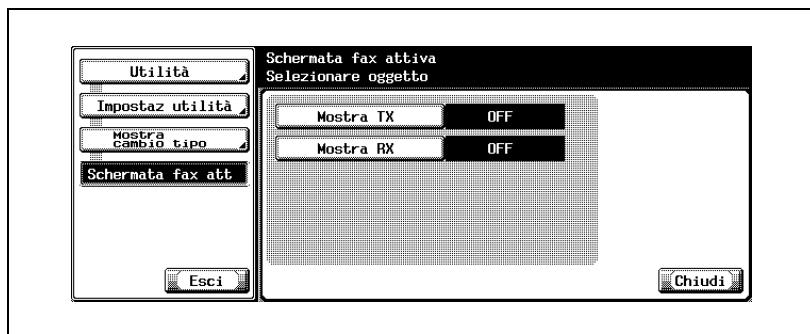 Utilità
Impostaz utilità
Mostra
cambio tipo
Schermata fax att
Esci
Schermata fax attiva
Selezionare oggetto
Mostra TX OFF
Mostra RX OFF
Chiudi